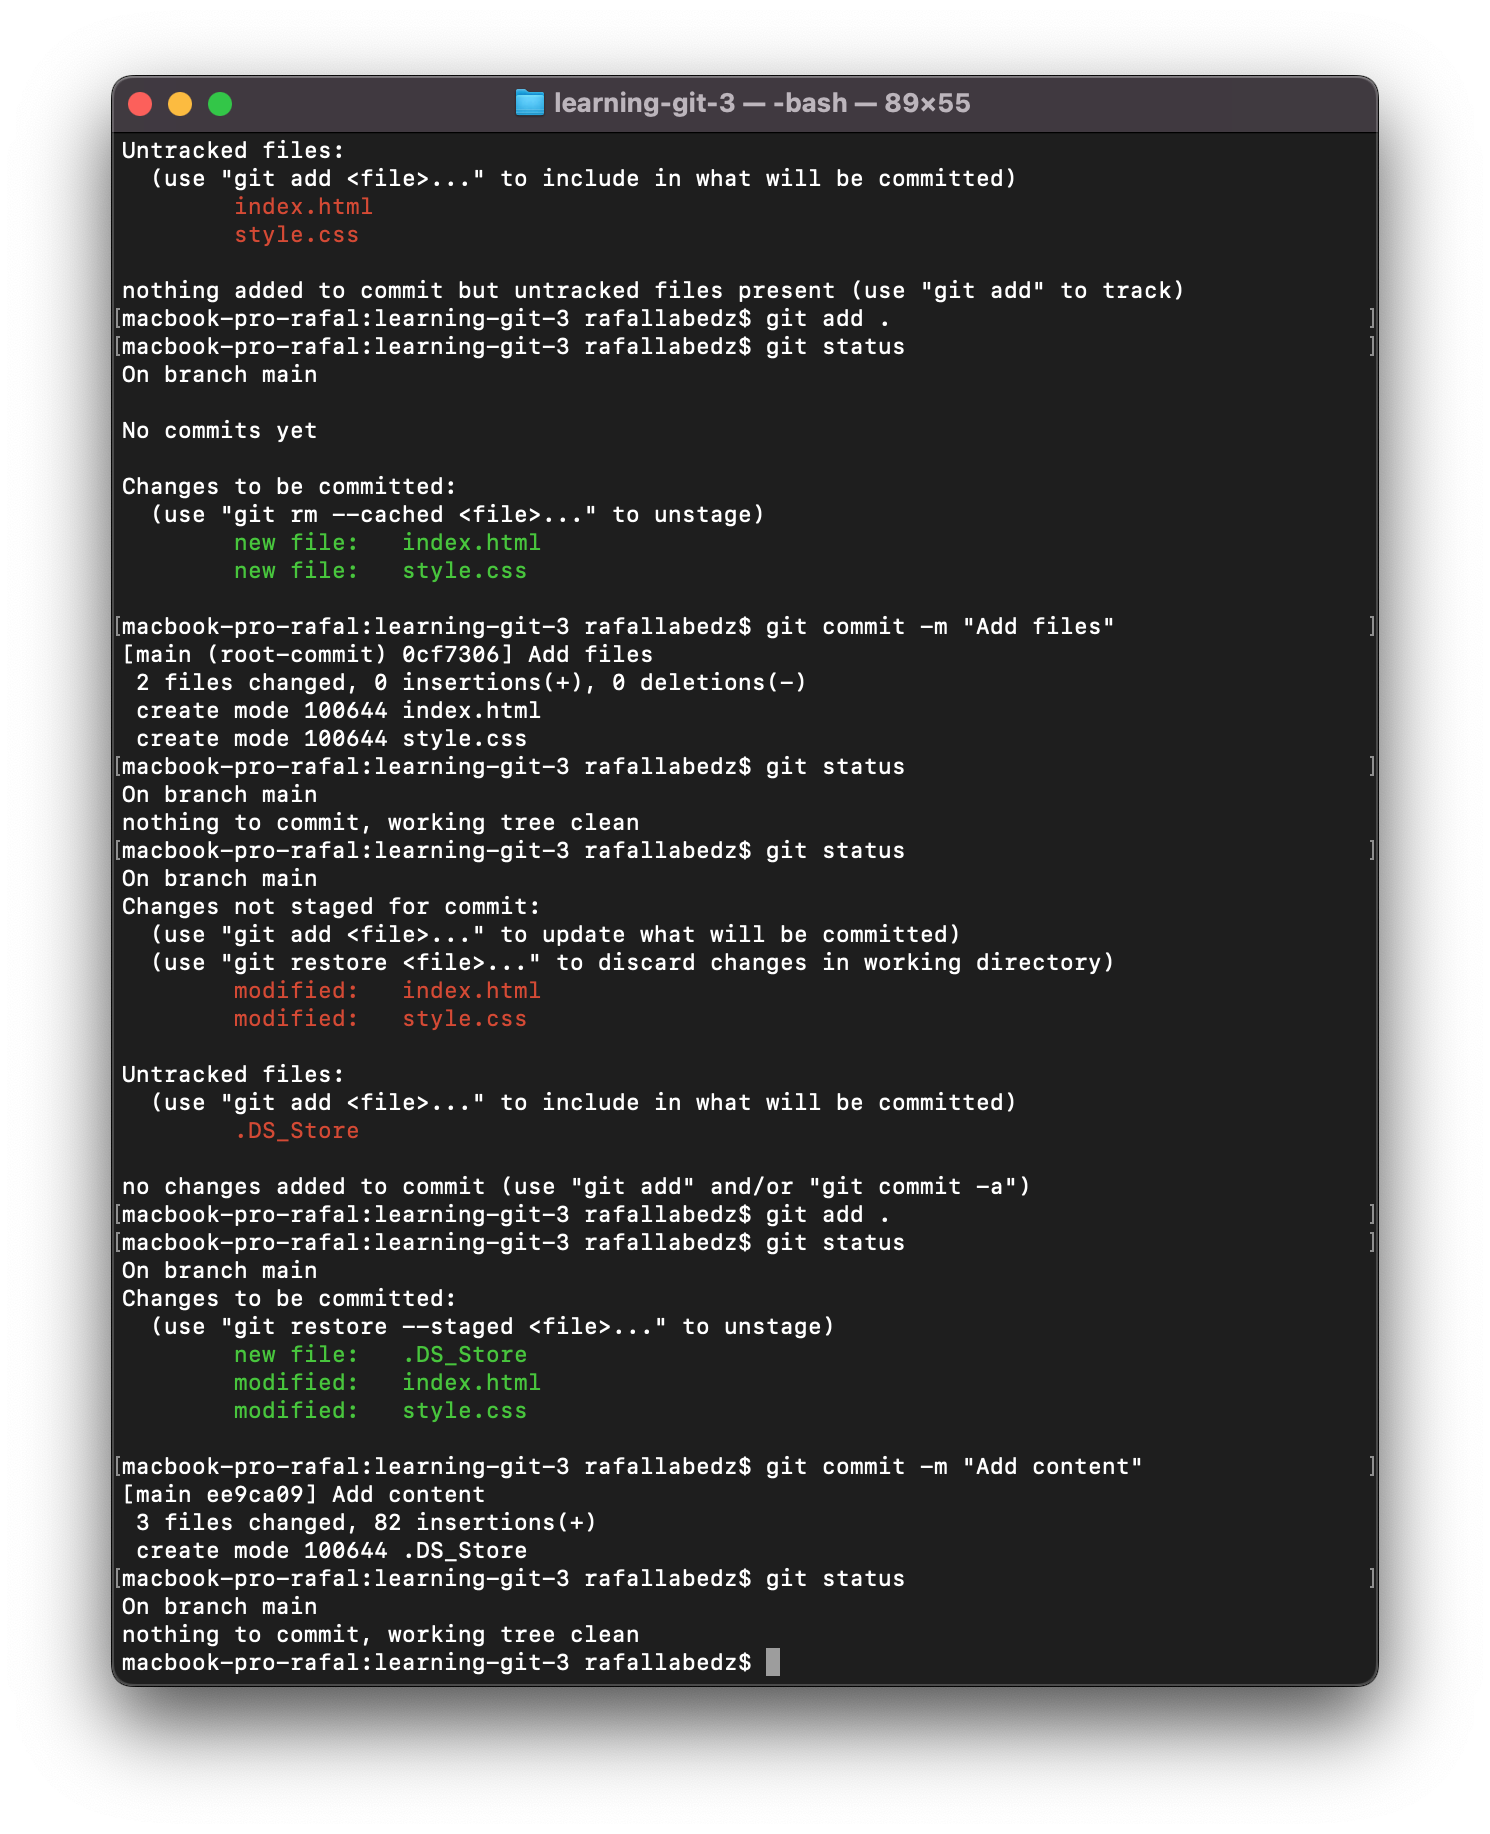 learning-git-3 — -bash — 89×55
Untracked files:
  (use "git add <file>..." to include in what will be committed)
        index.html
        style.css

nothing added to commit but untracked files present (use "git add" to track)
[macbook-pro-rafal:learning-git-3 rafallabedz$ git add . ]
[macbook-pro-rafal:learning-git-3 rafallabedz$ git status ]
On branch main

No commits yet

Changes to be committed:
  (use "git rm --cached <file>..." to unstage)
        new file:   index.html
        new file:   style.css

[macbook-pro-rafal:learning-git-3 rafallabedz$ git commit -m "Add files" ]
[main (root-commit) 0cf7306] Add files
 2 files changed, 0 insertions(+), 0 deletions(-)
 create mode 100644 index.html
 create mode 100644 style.css
[macbook-pro-rafal:learning-git-3 rafallabedz$ git status ]
On branch main
nothing to commit, working tree clean
[macbook-pro-rafal:learning-git-3 rafallabedz$ git status ]
On branch main
Changes not staged for commit:
  (use "git add <file>..." to update what will be committed)
  (use "git restore <file>..." to discard changes in working directory)
        modified:   index.html
        modified:   style.css

Untracked files:
  (use "git add <file>..." to include in what will be committed)
        .DS_Store

no changes added to commit (use "git add" and/or "git commit -a")
[macbook-pro-rafal:learning-git-3 rafallabedz$ git add . ]
[macbook-pro-rafal:learning-git-3 rafallabedz$ git status ]
On branch main
Changes to be committed:
  (use "git restore --staged <file>..." to unstage)
        new file:   .DS_Store
        modified:   index.html
        modified:   style.css

[macbook-pro-rafal:learning-git-3 rafallabedz$ git commit -m "Add content" ]
[main ee9ca09] Add content
 3 files changed, 82 insertions(+)
 create mode 100644 .DS_Store
[macbook-pro-rafal:learning-git-3 rafallabedz$ git status ]
On branch main
nothing to commit, working tree clean
macbook-pro-rafal:learning-git-3 rafallabedz$